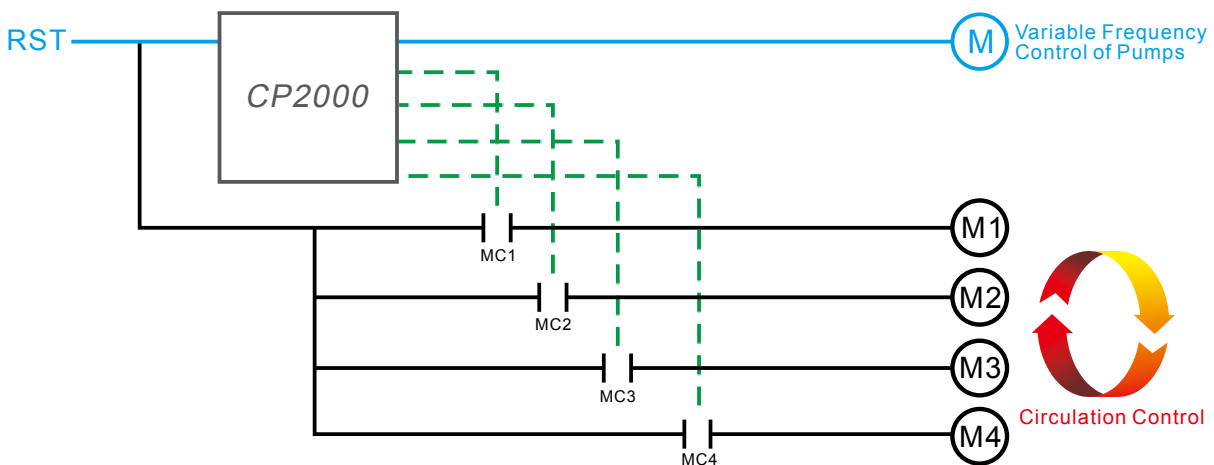 RST
CP2000
M
Variable Frequency
Control of Pumps
MC1
M1
MC2
M2
MC3
M3
MC4
M4
Circulation Control